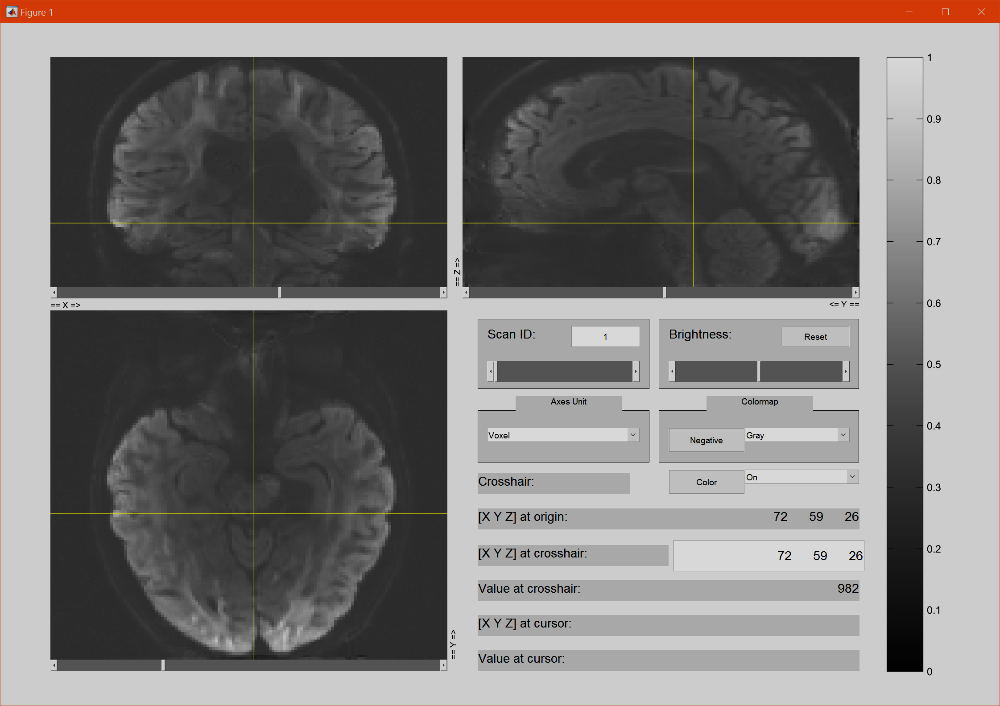 Figure 1
== X =>
== Z =>
<= Y ==
== Y =>
Scan ID:
1
Brightness:
Reset
Axes Unit
Voxel
Colormap
Negative
Gray
Crosshair:
Color
On
[X Y Z] at origin: 72 59 26
[X Y Z] at crosshair: 72 59 26
Value at crosshair: 982
[X Y Z] at cursor:
Value at cursor:
1
0.9
0.8
0.7
0.6
0.5
0.4
0.3
0.2
0.1
0